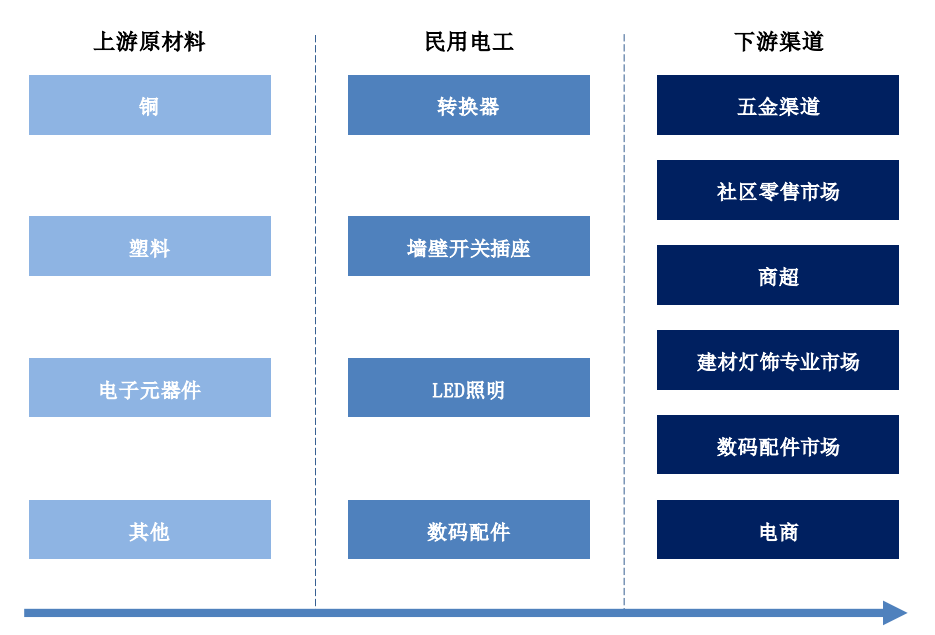 上游原材料
铜
塑料
电子元器件
其他
民用电工
转换器
墙壁开关插座
LED照明
数码配件
下游渠道
五金渠道
社区零售市场
商超
建材灯饰专业市场
数码配件市场
电商